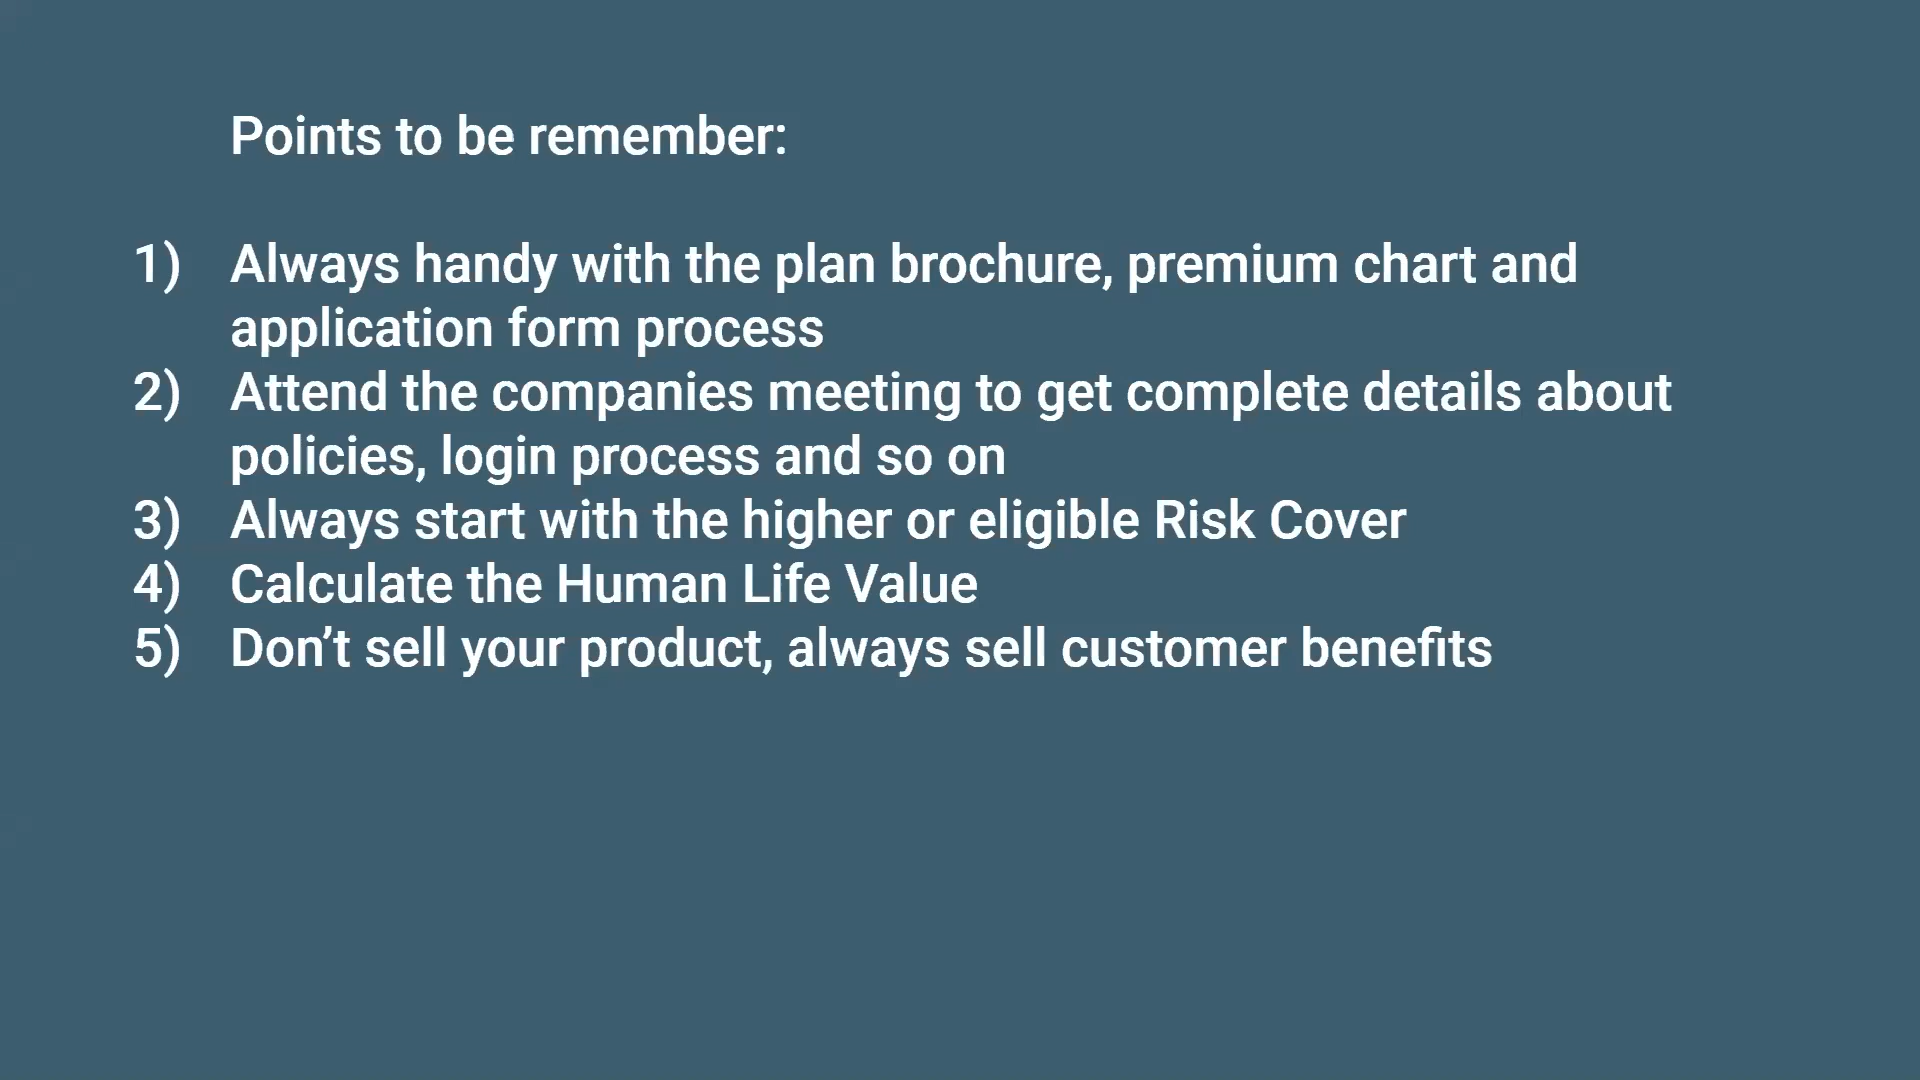 Points to be remember:
1) Always handy with the plan brochure, premium chart and
application form process
2) Attend the companies meeting to get complete details about
policies, login process and so on
3) Always start with the higher or eligible Risk Cover
4) Calculate the Human Life Value
5) Don’t sell your product, always sell customer benefits